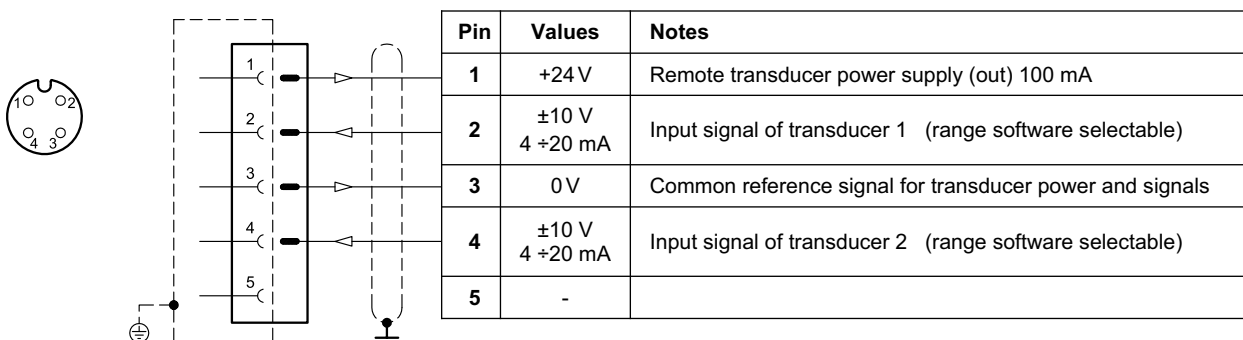 1 2
4 3
1
2
3
4
5
Pin Values Notes
1 +24 V Remote transducer power supply (out) 100 mA
2 ±10 V
4 ÷20 mA Input signal of transducer 1 (range software selectable)
3 0 V Common reference signal for transducer power and signals
4 ±10 V
4 ÷20 mA Input signal of transducer 2 (range software selectable)
5 -